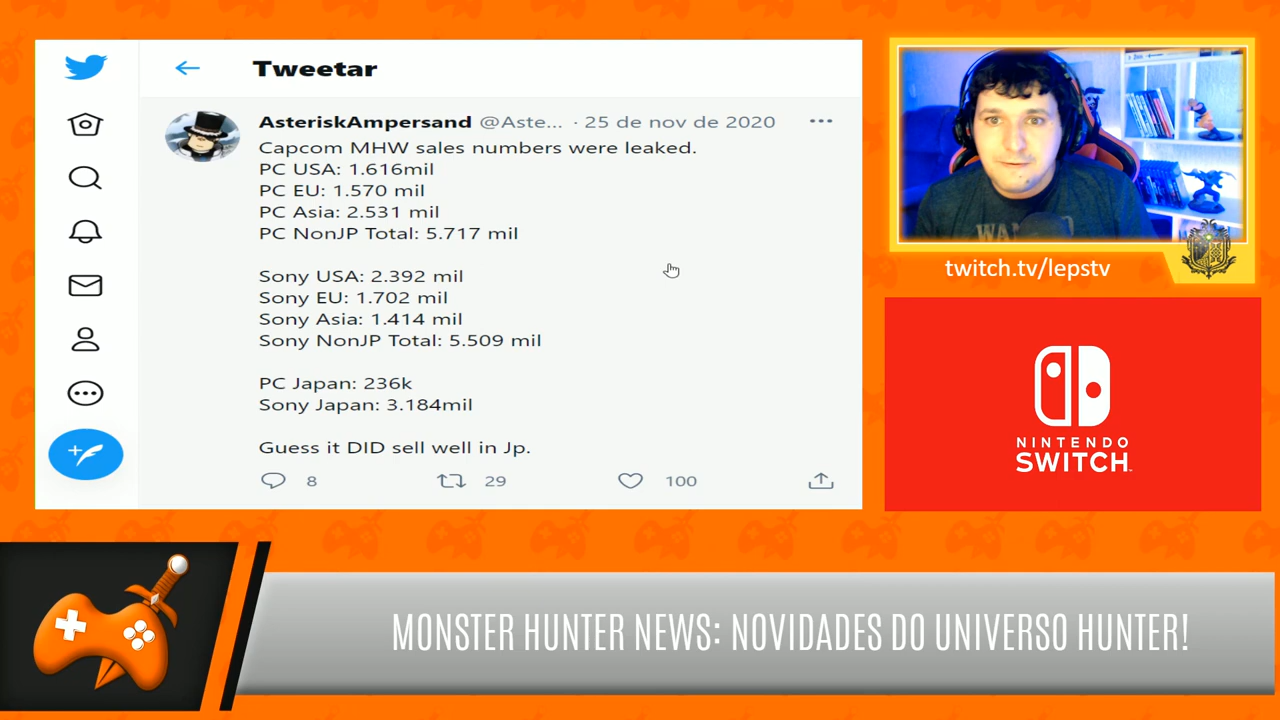 Tweetar
AsteriskAmpersand @Aste... · 25 de nov de 2020
Capcom MHW sales numbers were leaked.
PC USA: 1.616mil
PC EU: 1.570 mil
PC Asia: 2.531 mil
PC NonJP Total: 5.717 mil
Sony USA: 2.392 mil
Sony EU: 1.702 mil
Sony Asia: 1.414 mil
Sony NonJP Total: 5.509 mil
PC Japan: 236k
Sony Japan: 3.184mil
Guess it DID sell well in Jp.
8 29 100
twitch.tv/lepstv
NINTENDO
SWITCH
MONSTER HUNTER NEWS: NOVIDADES DO UNIVERSO HUNTER!